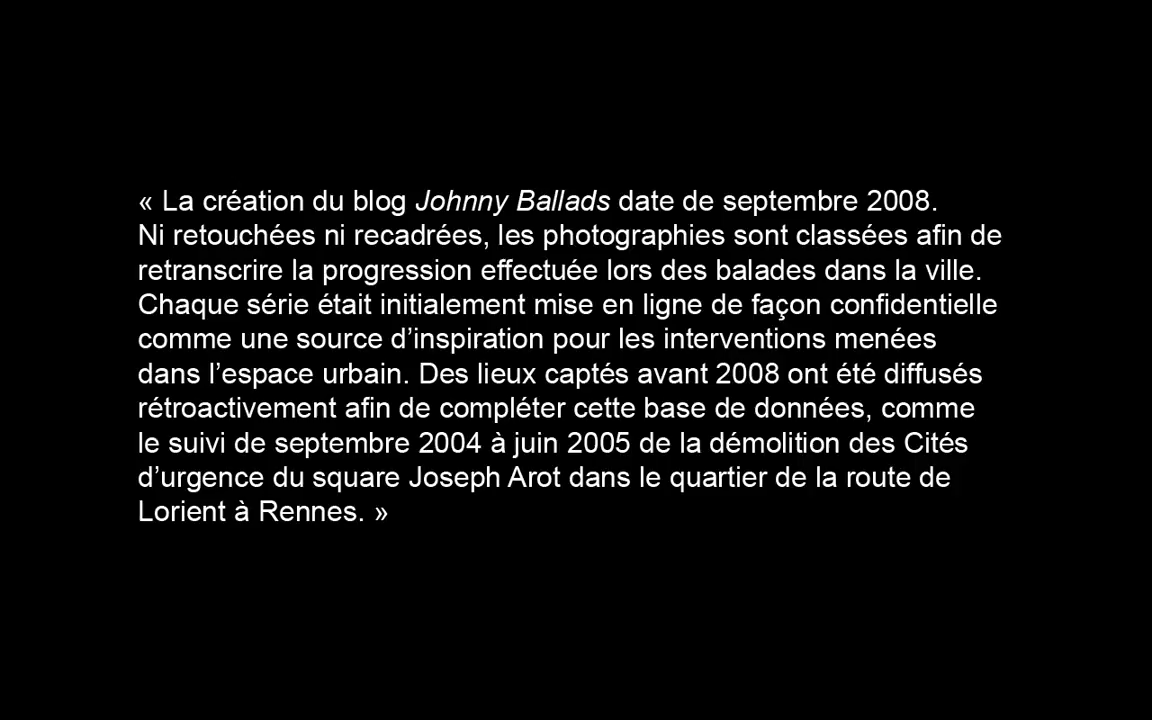 « La création du blog Johnny Ballads date de septembre 2008.
Ni retouchées ni recadrées, les photographies sont classées afin de
retranscrire la progression effectuée lors des balades dans la ville.
Chaque série était initialement mise en ligne de façon confidentielle
comme une source d’inspiration pour les interventions menées
dans l’espace urbain. Des lieux captés avant 2008 ont été diffusés
rétroactivement afin de compléter cette base de données, comme
le suivi de septembre 2004 à juin 2005 de la démolition des Cités
d’urgence du square Joseph Arot dans le quartier de la route de
Lorient à Rennes. »